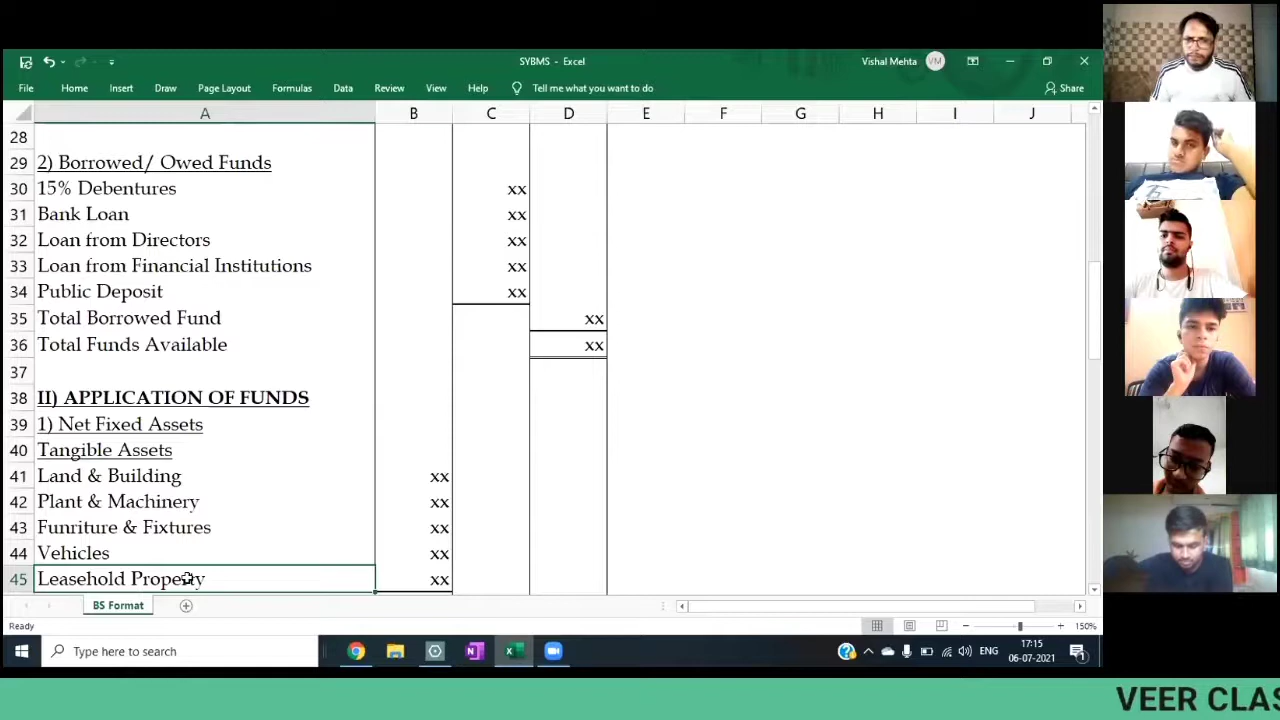 SYBMS - Excel
Vishal Mehta
VM
File Home Insert Draw Page Layout Formulas Data Review View Help Tell me what you want to do Share
A B C D E F G H I J
28
29 2) Borrowed/ Owed Funds
30 15% Debentures xx
31 Bank Loan xx
32 Loan from Directors xx
33 Loan from Financial Institutions xx
34 Public Deposit xx
35 Total Borrowed Fund xx
36 Total Funds Available xx
37
38 II) APPLICATION OF FUNDS
39 1) Net Fixed Assets
40 Tangible Assets
41 Land & Building xx
42 Plant & Machinery xx
43 Funriture & Fixtures xx
44 Vehicles xx
45 Leasehold Property xx
BS Format
Ready
150%
Type here to search
ENG
17:15
06-07-2021
1
VEER CLAS